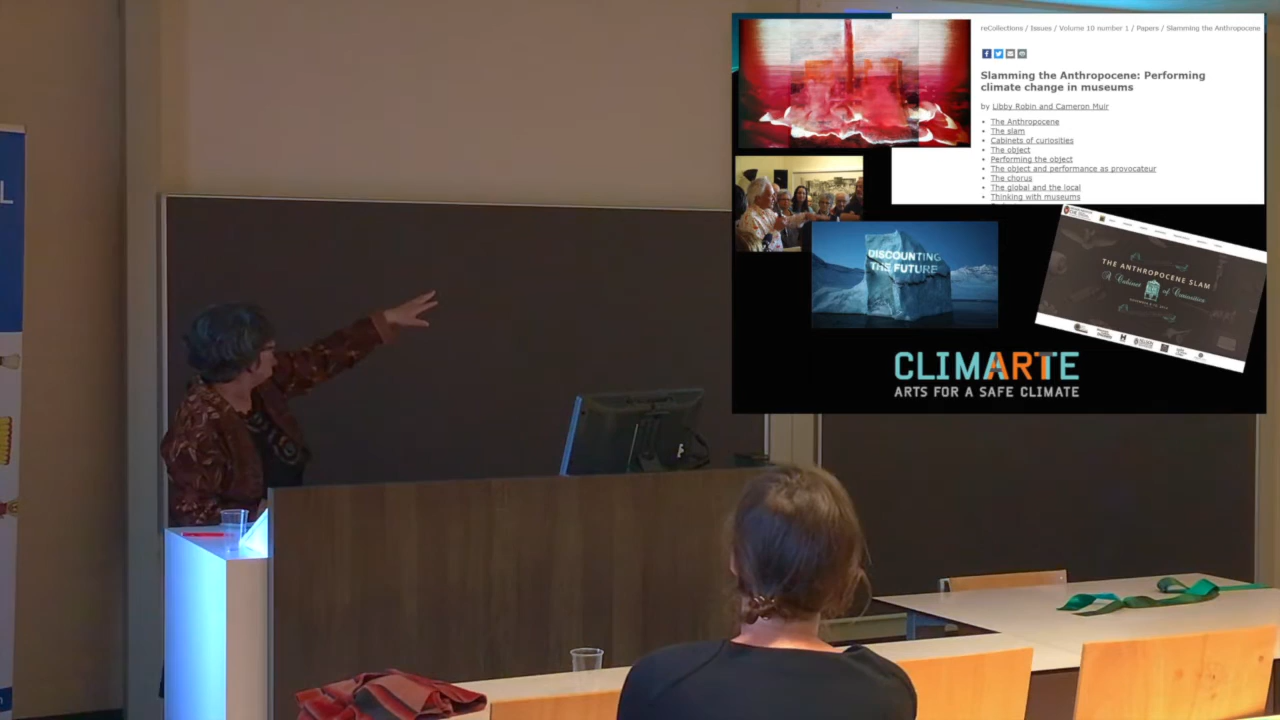 reCollections / Issues / Volume 10 number 1 / Papers / Slamming the Anthropocene
Slamming the Anthropocene: Performing
climate change in museums
by Libby Robin and Cameron Muir
The Anthropocene
The slam
Cabinets of curiosities
The object
Performing the object
The object and performance as provocateur
The chorus
The global and the local
Thinking with museums
DISCOUNTING
THE FUTURE
THE ANTHROPOCENE SLAM
A Cabinet of Curiosities
CLIMARTE
ARTS FOR A SAFE CLIMATE
L